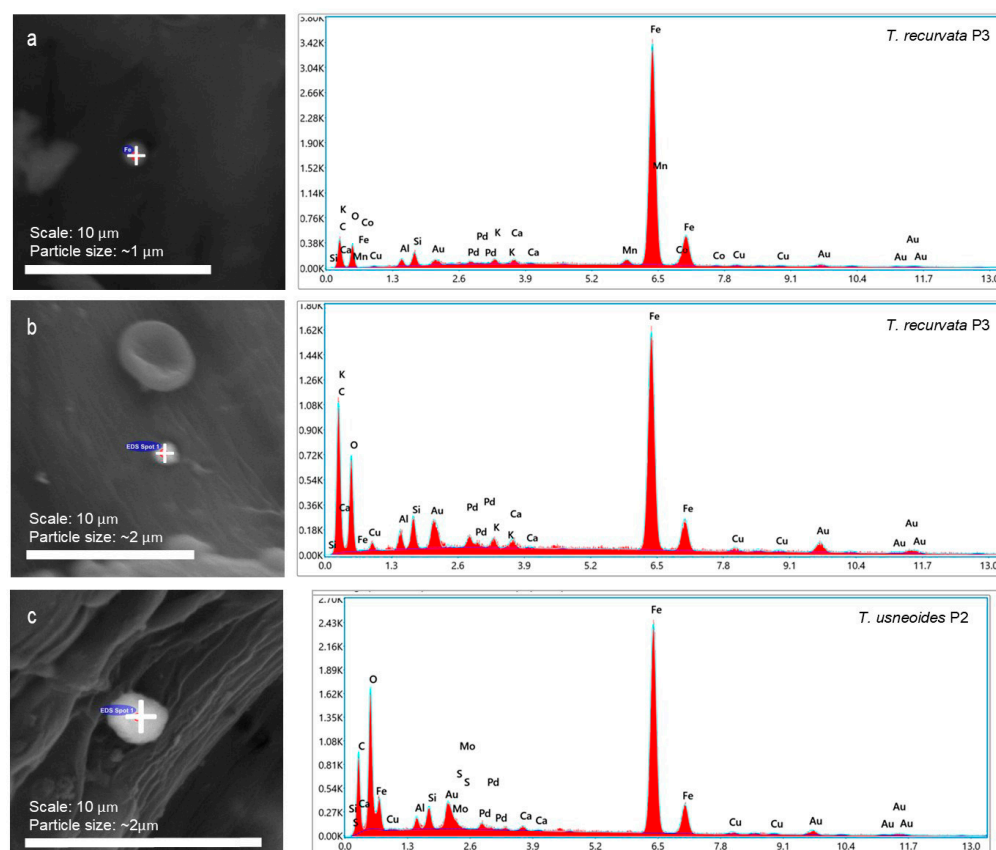 a
Fe
Scale: 10 μm
Particle size: ~1 μm
T. recurvata P3
3.80K
3.42K
3.04K
2.66K
2.28K
1.90K
1.52K
1.14K
0.76K
0.38K
0.00K
Fe
Mn
K
C
O
Co
Fe
Ca
Si
Mn
Cu
Al
Si
Au
Pd
Pd
Pd
K
K
Ca
Ca
Mn
Ca
Fe
Co
Cu
Cu
Au
Au
Au
Au
0.0 1.3 2.6 3.9 5.2 6.5 7.8 9.1 10.4 11.7 13.0
b
EDS Spot 1
Scale: 10 μm
Particle size: ~2 μm
T. recurvata P3
1.80K
1.62K
1.44K
1.26K
1.08K
0.90K
0.72K
0.54K
0.36K
0.18K
0.00K
Fe
K
C
O
Ca
Si
Fe
Cu
Al
Si
Au
Pd
Pd
Pd
K
K
Ca
Ca
Fe
Cu
Cu
Au
Au
Au
Au
0.0 1.3 2.6 3.9 5.2 6.5 7.8 9.1 10.4 11.7 13.0
c
EDS Spot 1
Scale: 10 μm
Particle size: ~2μm
T. usneoides P2
2.70K
2.43K
2.16K
1.89K
1.62K
1.35K
1.08K
0.81K
0.54K
0.27K
0.00K
Fe
O
C
Si
Ca
S
Fe
Cu
Al
Si
Au
Mo
S
S
Mo
Pd
Pd
Pd
Ca
Ca
Fe
Cu
Cu
Au
Au
Au
Au
0.0 1.3 2.6 3.9 5.2 6.5 7.8 9.1 10.4 11.7 13.0